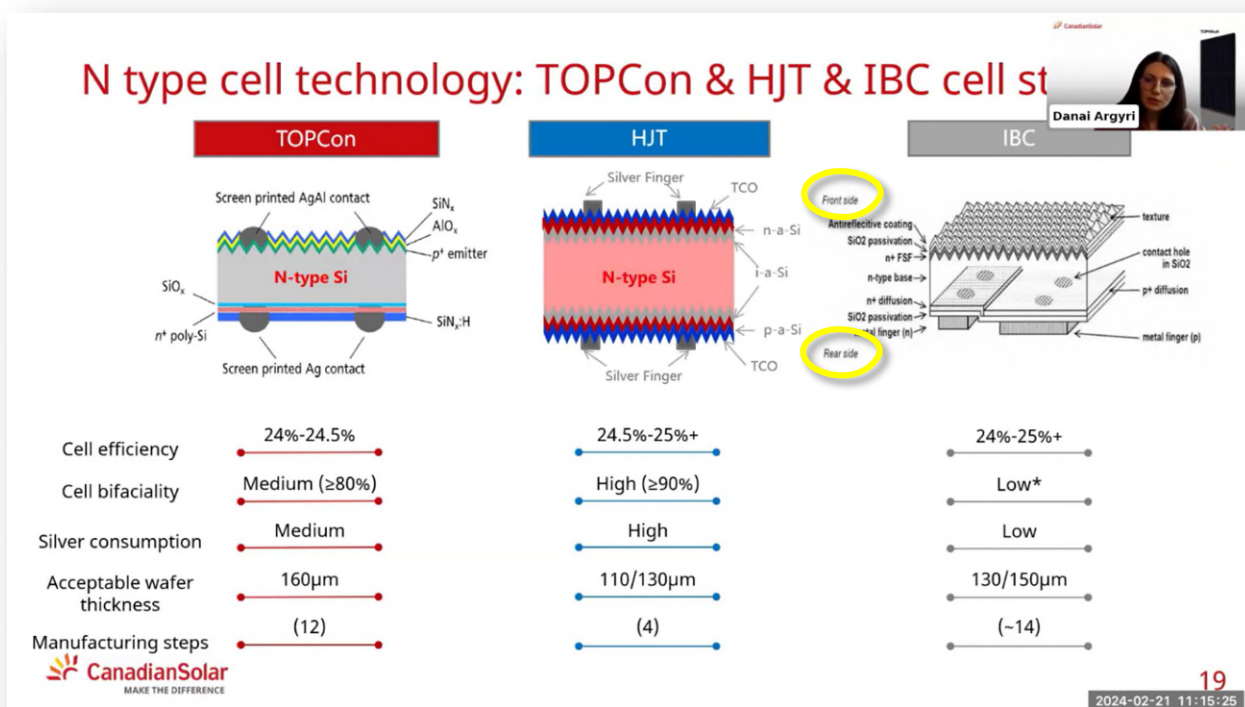 CanadianSolar
N type cell technology: TOPCon & HJT & IBC cell st
Danai Argyri
TOPCon
HJT
IBC
Screen printed AgAl contact
SiNₓ
AlOₓ
p⁺ emitter
N-type Si
SiOₓ
n⁺ poly-Si
SiNₓ:H
Screen printed Ag contact
Silver Finger
TCO
n-a-Si
N-type Si
i-a-Si
p-a-Si
TCO
Silver Finger
Front side
Antireflecitive coating
SiO2 passivation
n+ FSF
n-type base
n+ diffusion
SiO2 passivation
etal finger (n)
Rear side
texture
contact hole
in SiO2
p+ diffusion
metal finger (p)
Cell efficiency
24%-24.5%
24.5%-25%+
24%-25%+
Cell bifaciality
Medium (≥80%)
High (≥90%)
Low*
Silver consumption
Medium
High
Low
Acceptable wafer
thickness
160μm
110/130μm
130/150μm
Manufacturing steps
(12)
(4)
(~14)
CanadianSolar
MAKE THE DIFFERENCE
19
2024-02-21 11:15:25